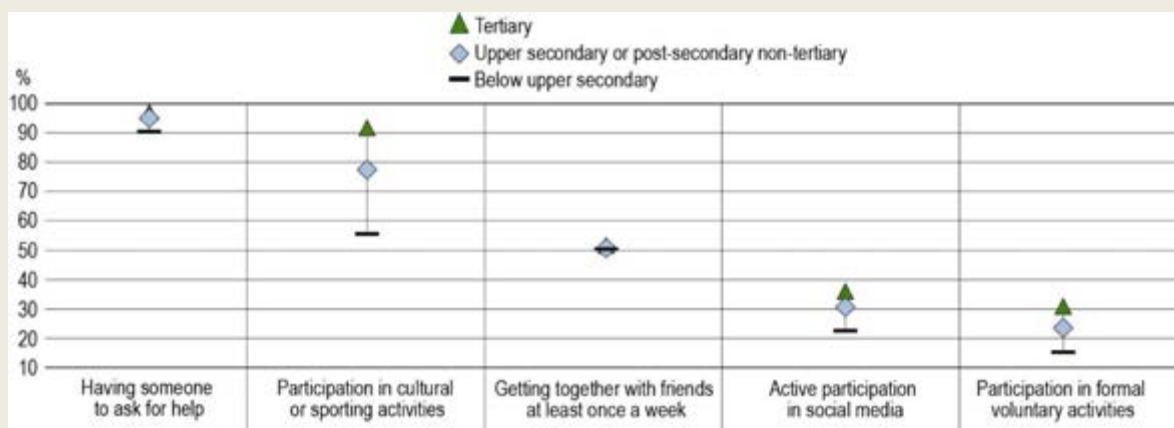 Tertiary
Upper secondary or post-secondary non-tertiary
Below upper secondary
%
100
90
80
70
60
50
40
30
20
10
Having someone
to ask for help
Participation in cultural
or sporting activities
Getting together with friends
at least once a week
Active participation
in social media
Participation in formal
voluntary activities